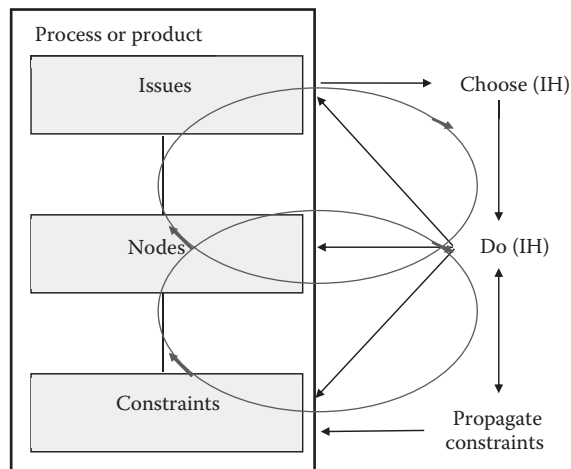 Process or product
Issues
Choose (IH)
Nodes
Do (IH)
Constraints
Propagate
constraints